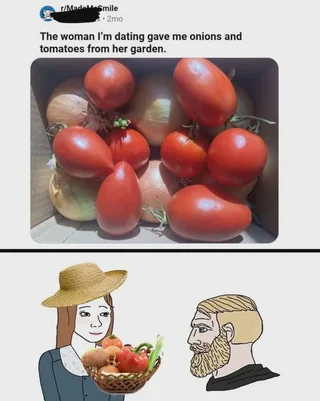 r/MadeMeSmile
· 2mo
The woman I'm dating gave me onions and
tomatoes from her garden.